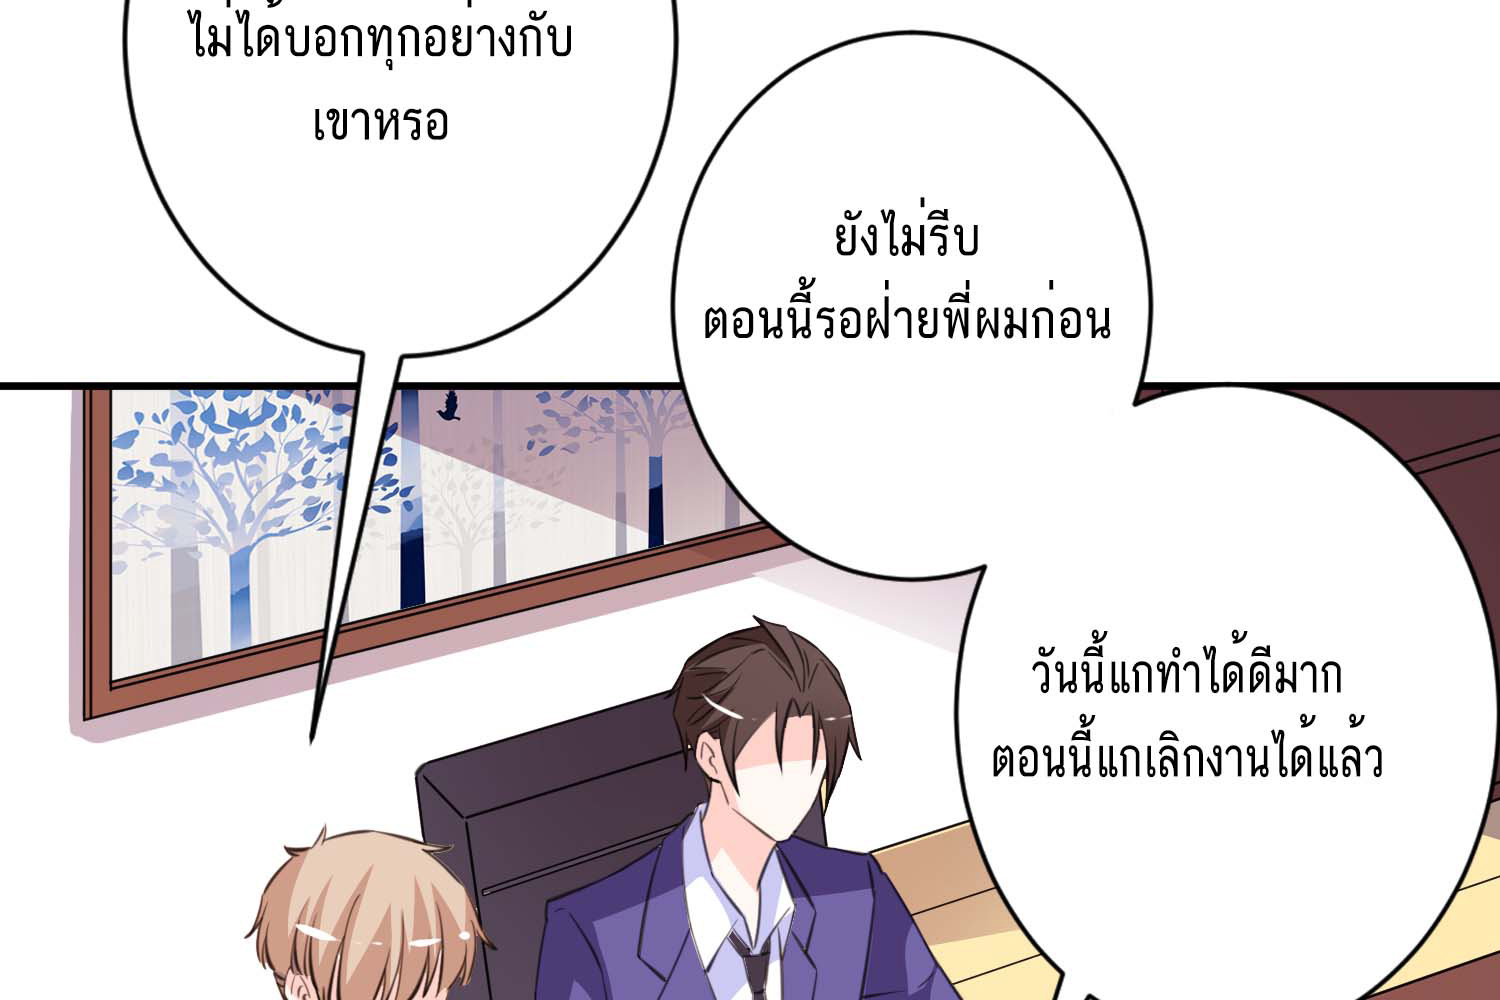 ไม่ได้บอกทุกอย่างกับ
เขาหรอ
ยังไม่รีบ
ตอนนี้รอฝ่ายพี่ผมก่อน
วันนี้แกทำได้ดีมาก
ตอนนี้แกเลิกงานได้แล้ว